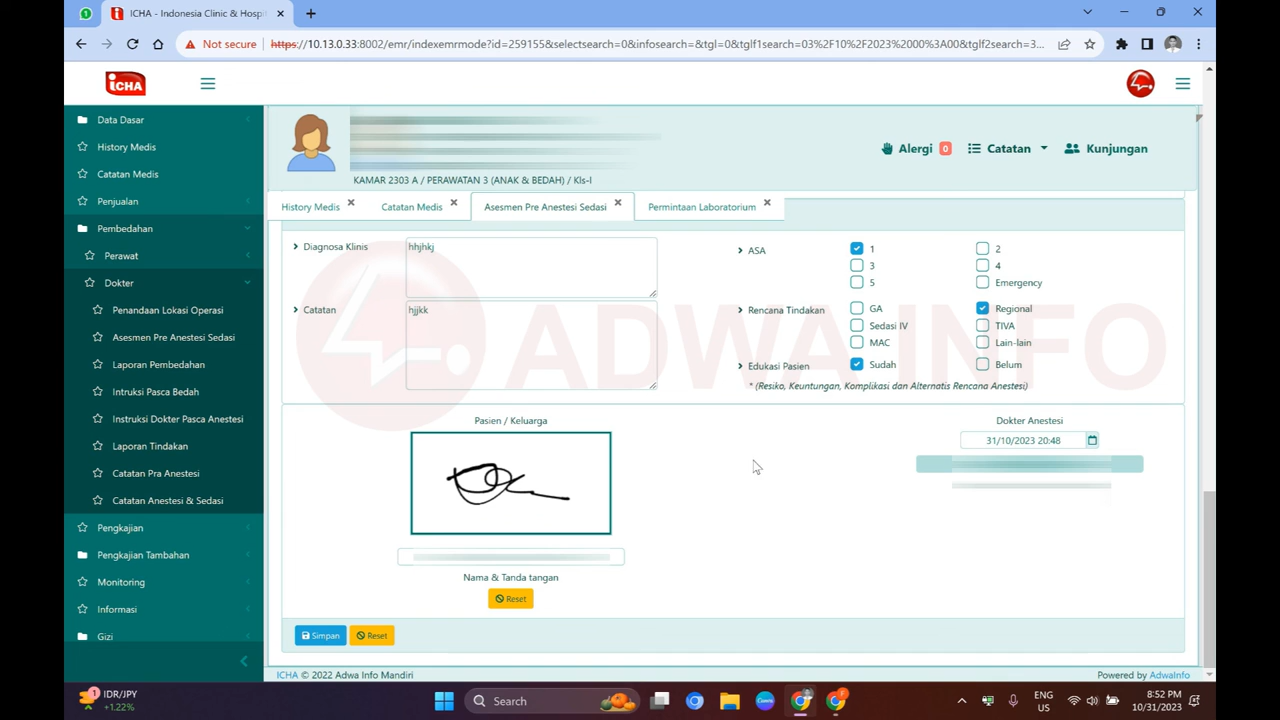 ICHA - Indonesia Clinic & Hospi
Not secure https://10.13.0.33:8002/emr/indexemrmode?id=259155&selectsearch=0&infosearch=&tgl=0&tglf1search=03%2F10%2F2023%2000%3A00&tglf2search=3...
iCHA
Data Dasar
History Medis
Catatan Medis
Penjualan
Pembedahan
Perawat
Dokter
Penandaan Lokasi Operasi
Asesmen Pre Anestesi Sedasi
Laporan Pembedahan
Intruksi Pasca Bedah
Instruksi Dokter Pasca Anestesi
Laporan Tindakan
Catatan Pra Anestesi
Catatan Anestesi & Sedasi
Pengkajian
Pengkajian Tambahan
Monitoring
Informasi
Gizi
Alergi 0 Catatan Kunjungan
KAMAR 2303 A / PERAWATAN 3 (ANAK & BEDAH) / Kls-I
History Medis Catatan Medis Asesmen Pre Anestesi Sedasi Permintaan Laboratorium
Diagnosa Klinis hhjhkj
Catatan hjjkk
ASA 1 2
3 4
5 Emergency
Rencana Tindakan GA Regional
Sedasi IV TIVA
MAC Lain-lain
Edukasi Pasien Sudah Belum
* (Resiko, Keuntungan, Komplikasi dan Alternatis Rencana Anestesi)
ADWAINFO
Pasien / Keluarga
Nama & Tanda tangan
Reset
Dokter Anestesi
31/10/2023 20:48
Simpan Reset
ICHA © 2022 Adwa Info Mandiri Powered by AdwaInfo
1 IDR/JPY
+1.22%
Search
ENG
US
8:52 PM
10/31/2023